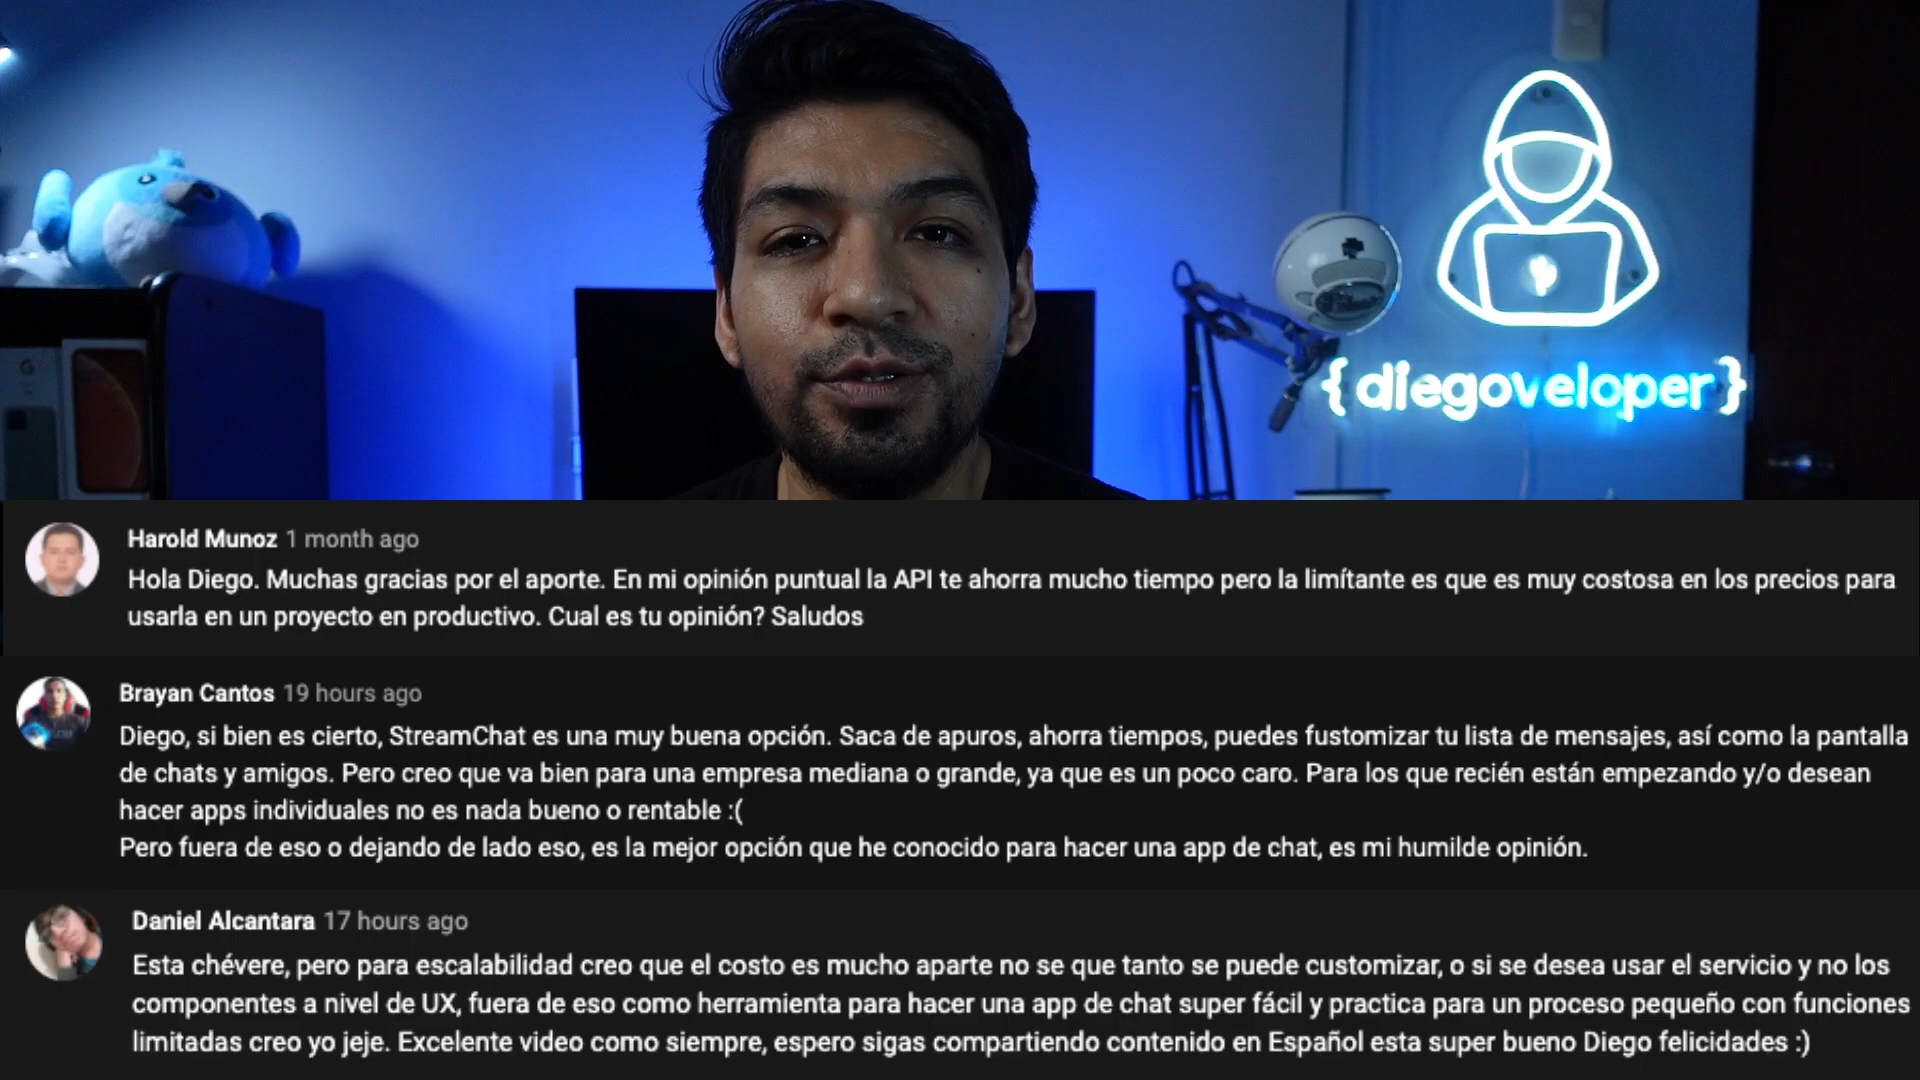 {diegoveloper}
G
Harold Munoz 1 month ago
Hola Diego. Muchas gracias por el aporte. En mi opinión puntual la API te ahorra mucho tiempo pero la limítante es que es muy costosa en los precios para
usarla en un proyecto en productivo. Cual es tu opinión? Saludos
Brayan Cantos 19 hours ago
Diego, si bien es cierto, StreamChat es una muy buena opción. Saca de apuros, ahorra tiempos, puedes fustomizar tu lista de mensajes, así como la pantalla
de chats y amigos. Pero creo que va bien para una empresa mediana o grande, ya que es un poco caro. Para los que recién están empezando y/o desean
hacer apps individuales no es nada bueno o rentable :(
Pero fuera de eso o dejando de lado eso, es la mejor opción que he conocido para hacer una app de chat, es mi humilde opinión.
Daniel Alcantara 17 hours ago
Esta chévere, pero para escalabilidad creo que el costo es mucho aparte no se que tanto se puede customizar, o si se desea usar el servicio y no los
componentes a nivel de UX, fuera de eso como herramienta para hacer una app de chat super fácil y practica para un proceso pequeño con funciones
limitadas creo yo jeje. Excelente video como siempre, espero sigas compartiendo contenido en Español esta super bueno Diego felicidades :)